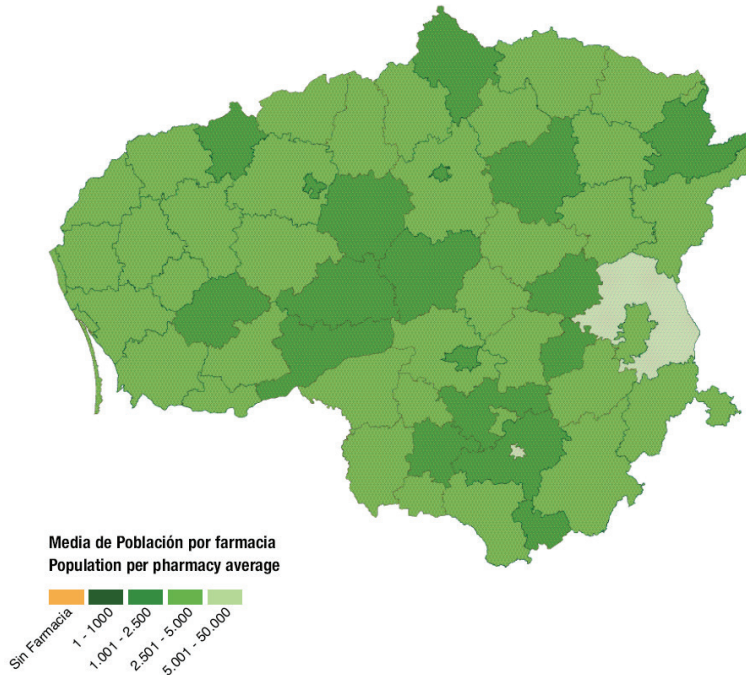 Media de Población por farmacia
Population per pharmacy average
Sin Farmacia
1 - 1000
1.001 - 2.500
2.501 - 5.000
5.001 - 50.000